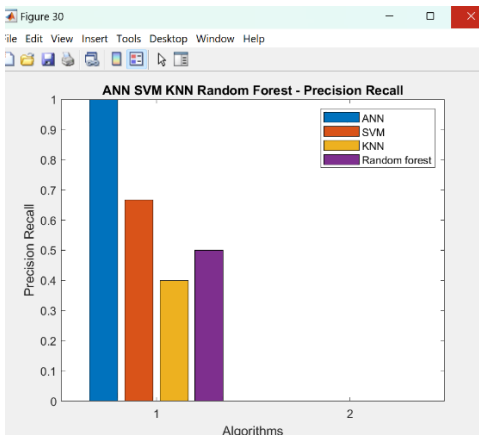 Figure 30
File Edit View Insert Tools Desktop Window Help
ANN SVM KNN Random Forest - Precision Recall
1
0.9
0.8
0.7
0.6
0.5
0.4
0.3
0.2
0.1
0
Precision Recall
ANN
SVM
KNN
Random forest
1 2
Algorithms